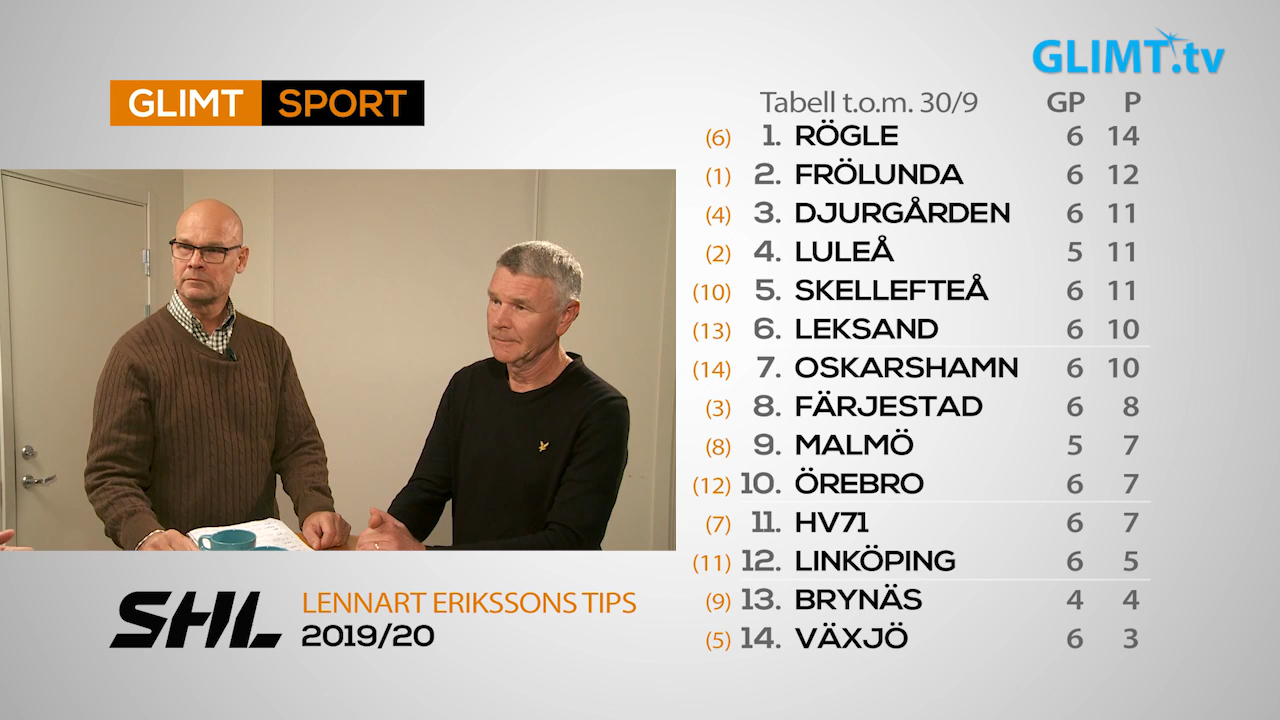 GLIMT.tv
GLIMT SPORT
Tabell t.o.m. 30/9 GP P
(6) 1. RÖGLE 6 14
(1) 2. FRÖLUNDA 6 12
(4) 3. DJURGÅRDEN 6 11
(2) 4. LULEÅ 5 11
(10) 5. SKELLEFTEÅ 6 11
(13) 6. LEKSAND 6 10
(14) 7. OSKARSHAMN 6 10
(3) 8. FÄRJESTAD 6 8
(8) 9. MALMÖ 5 7
(12) 10. ÖREBRO 6 7
(7) 11. HV71 6 7
(11) 12. LINKÖPING 6 5
(9) 13. BRYNÄS 4 4
(5) 14. VÄXJÖ 6 3
SHL
LENNART ERIKSSONS TIPS
2019/20